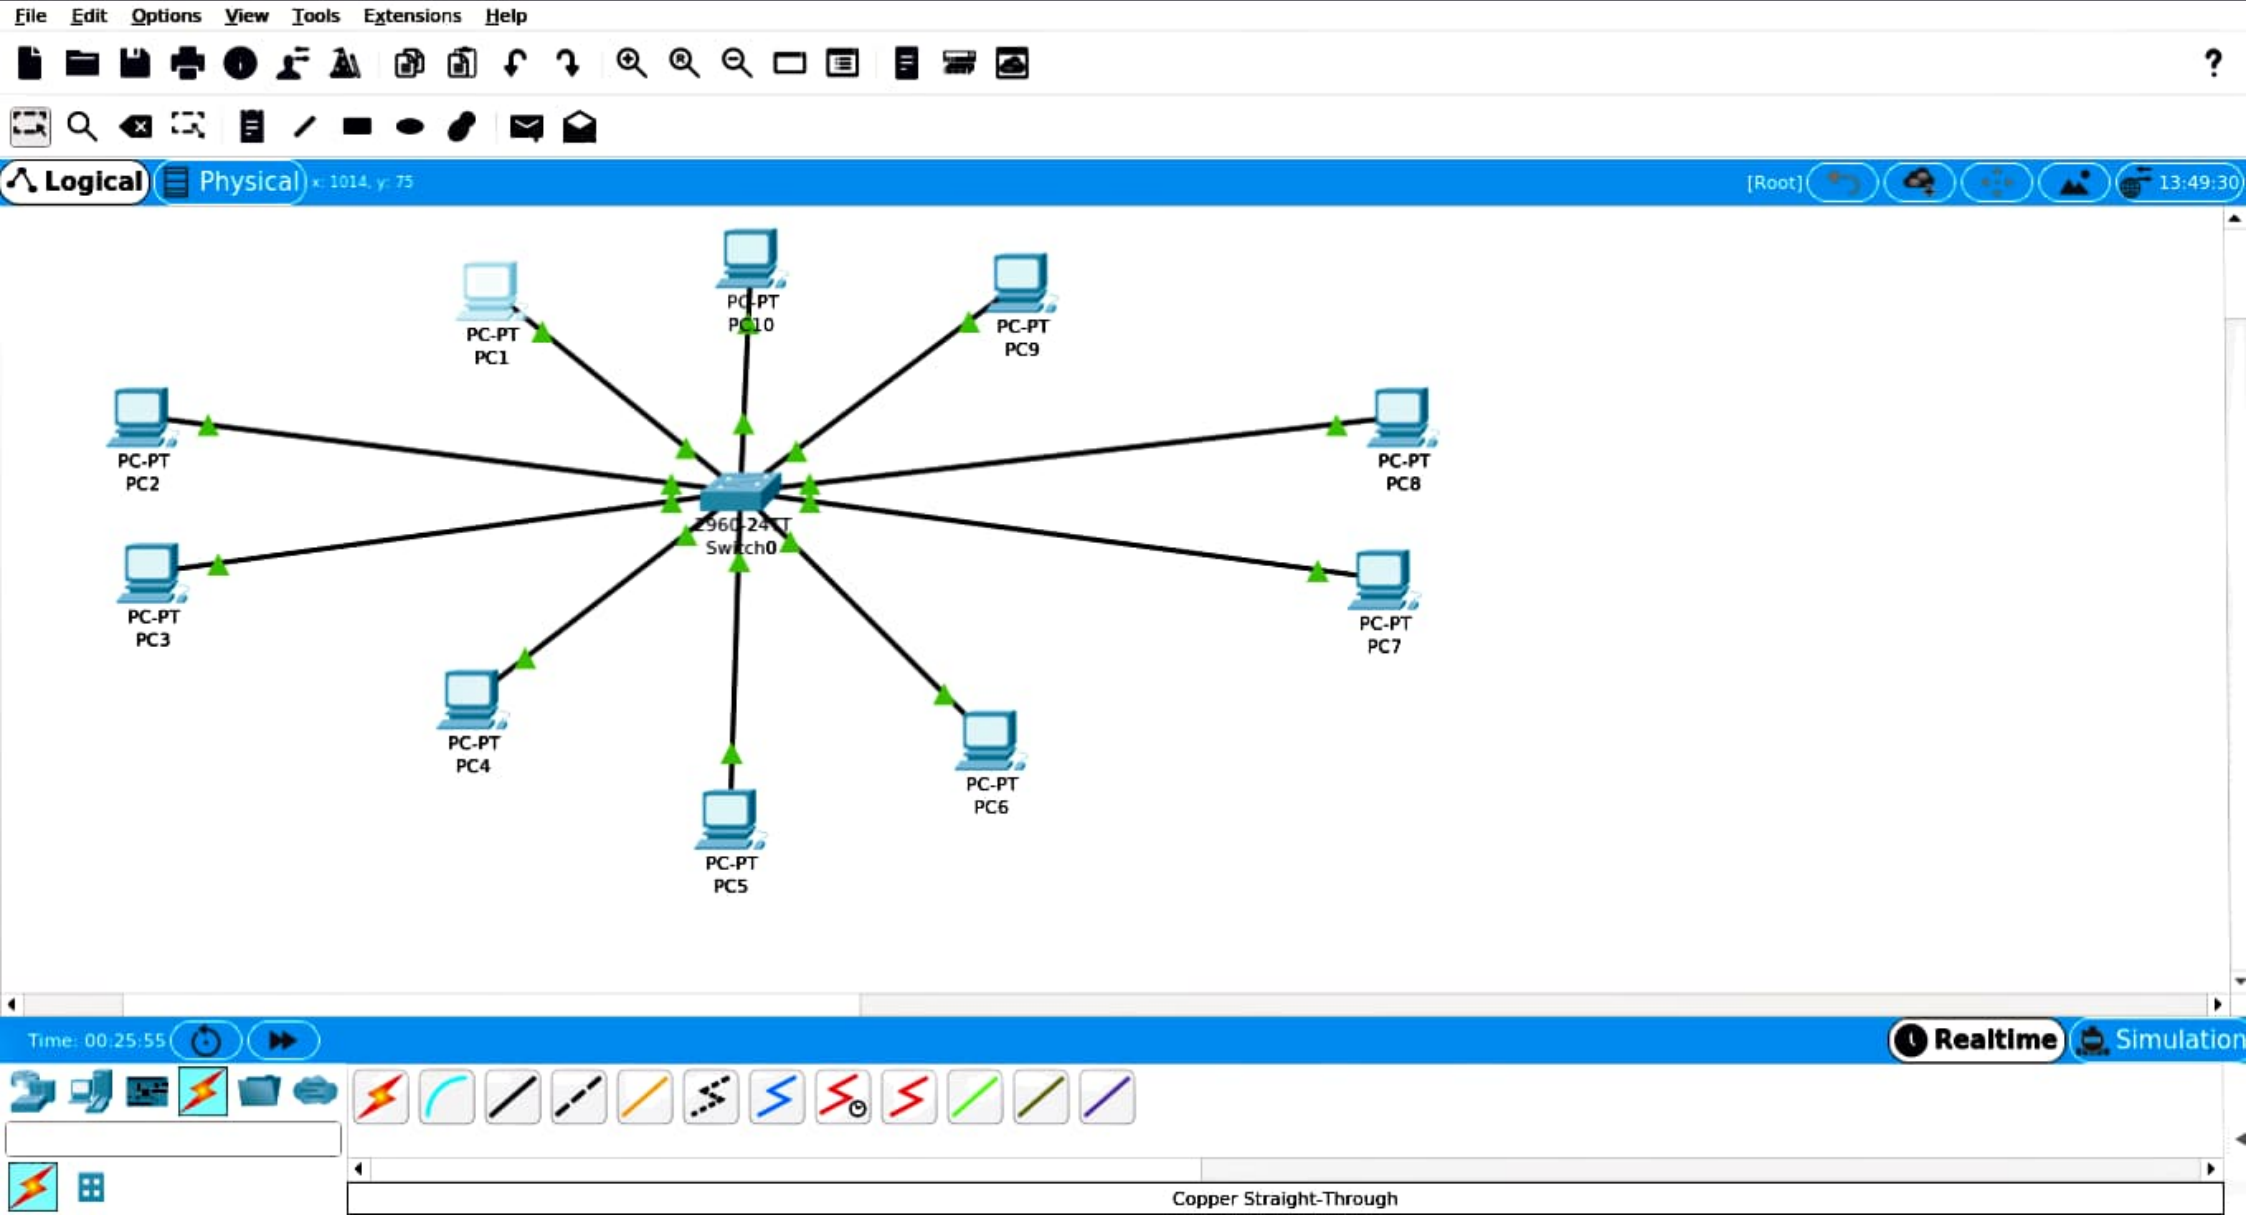 File Edit Options View Tools Extensions Help
?
Logical Physical x: 1014, y: 75 [Root] 13:49:30
PC-PT
PC10
PC-PT
PC1
PC-PT
PC9
PC-PT
PC2
PC-PT
PC8
2960-24TT
Switch0
PC-PT
PC3
PC-PT
PC7
PC-PT
PC4
PC-PT
PC6
PC-PT
PC5
Time: 00:25:55 Realtime Simulation
Copper Straight-Through